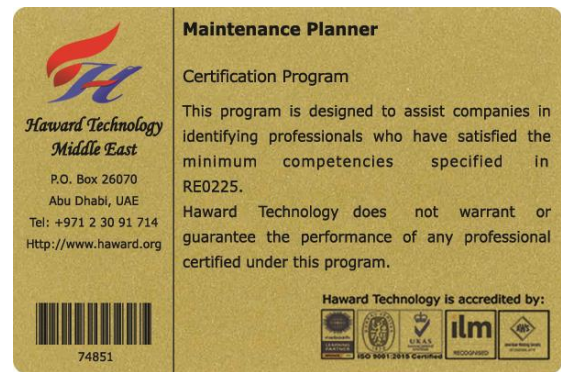 Haward Technology
Middle East
P.O. Box 26070
Abu Dhabi, UAE
Tel: +971 2 30 91 714
Http://www.haward.org
74851
Maintenance Planner
Certification Program
This program is designed to assist companies in
identifying professionals who have satisfied the
minimum competencies specified in
RE0225.
Haward Technology does not warrant or
guarantee the performance of any professional
certified under this program.
Haward Technology is accredited by:
UKAS
ISO 9001:2015 Certified
ilm
RECOGNISED